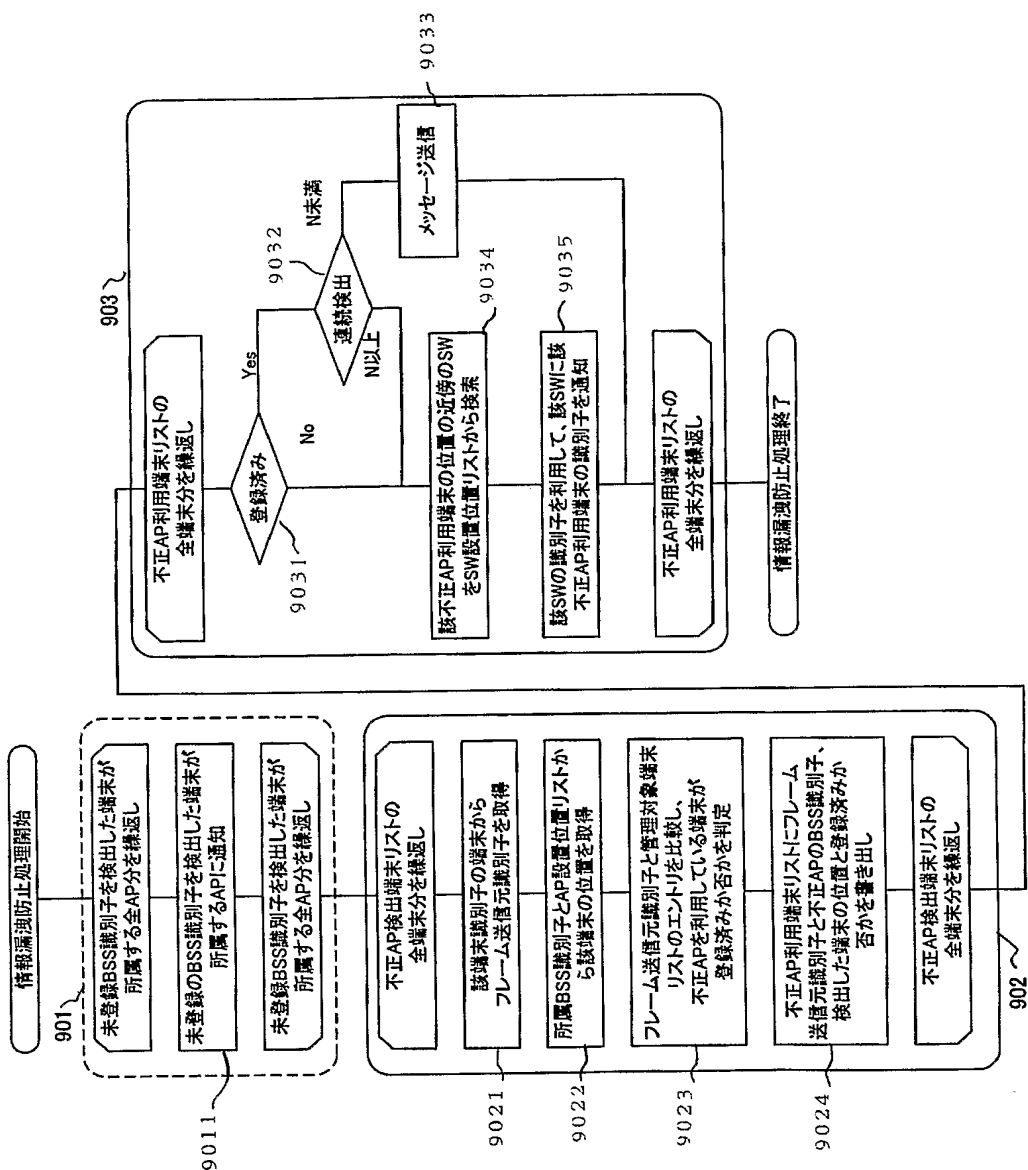 情報漏洩防止処理開始
901
未登録BSS識別子を検出した端末が
所属する全AP分を繰返し
未登録のBSS識別子を検出した端末が
所属するAPに通知
9011
未登録BSS識別子を検出した端末が
所属する全AP分を繰返し
不正AP検出端末リストの
全端末分を繰返し
該端末識別子の端末から
フレーム送信元識別子を取得
9021
所属BSS識別子とAP設置位置リストか
ら該端末の位置を取得
9022
フレーム送信元識別子と管理対象端末
リストのエントリを比較し、
不正APを利用している端末が
登録済みか否かを判定
9023
不正AP利用端末リストにフレーム
送信元識別子と不正APのBSS識別子、
検出した端末の位置と登録済みか
否かを書き出し
9024
不正AP検出端末リストの
全端末分を繰返し
902
903
不正AP利用端末リストの
全端末分を繰返し
登録済み
9031
Yes
No
連続検出
9032
N未満
N以上
メッセージ送信
9033
該不正AP利用端末の位置の近傍のSW
をSW設置位置リストから検索
9034
該SWの識別子を利用して、該SWに該
不正AP利用端末の識別子を通知
9035
不正AP利用端末リストの
全端末分を繰返し
情報漏洩防止処理終了